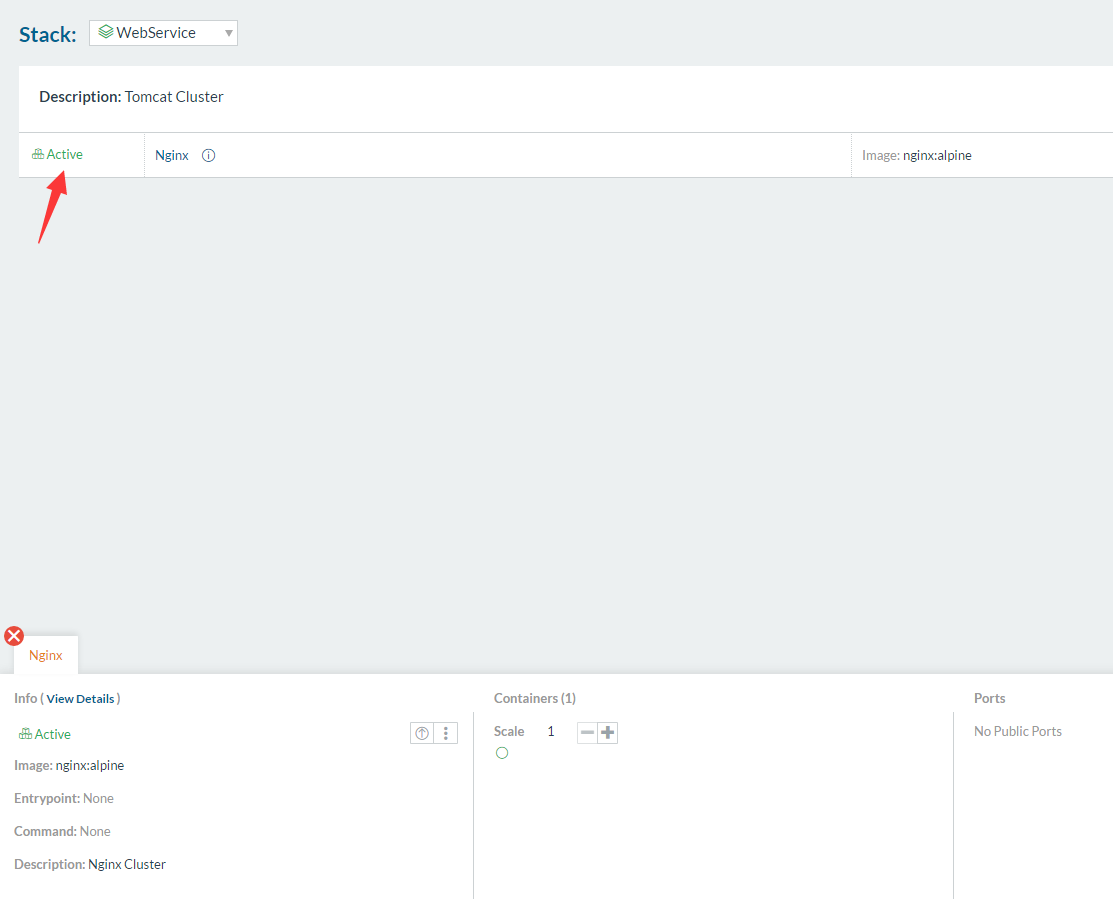 Stack: WebService
Description: Tomcat Cluster
Active Nginx Image: nginx:alpine
Nginx
Info ( View Details ) Containers (1) Ports
Active Scale 1 No Public Ports
Image: nginx:alpine
Entrypoint: None
Command: None
Description: Nginx Cluster